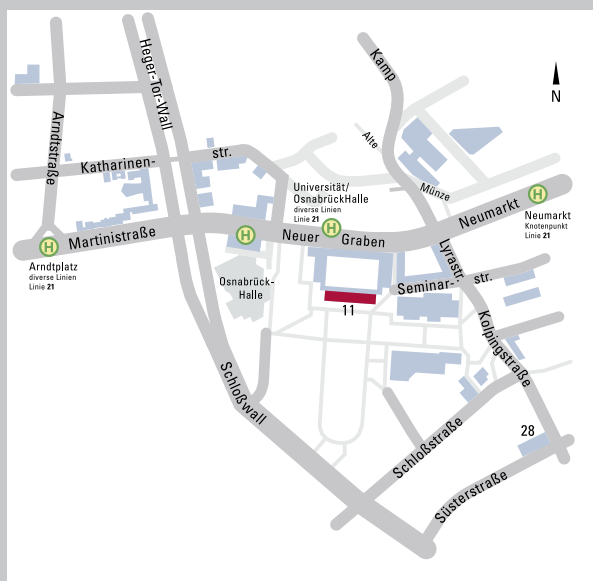 Heger-Tor-Wall
Kamp
N
Arndtstraße
Alte
Katharinen-
str.
Münze
Universität/
OsnabrückHalle
diverse Linien
Linie 21
H
H
H
H
Neumarkt
Neumarkt
Knotenpunkt
Linie 21
Martinistraße
Neuer
Graben
Lyrastr.
Arndtplatz
diverse Linien
Linie 21
Osnabrück-
Halle
Seminar-
str.
11
Kolpingstraße
Schloßwall
Schloßstraße
28
Süsterstraße